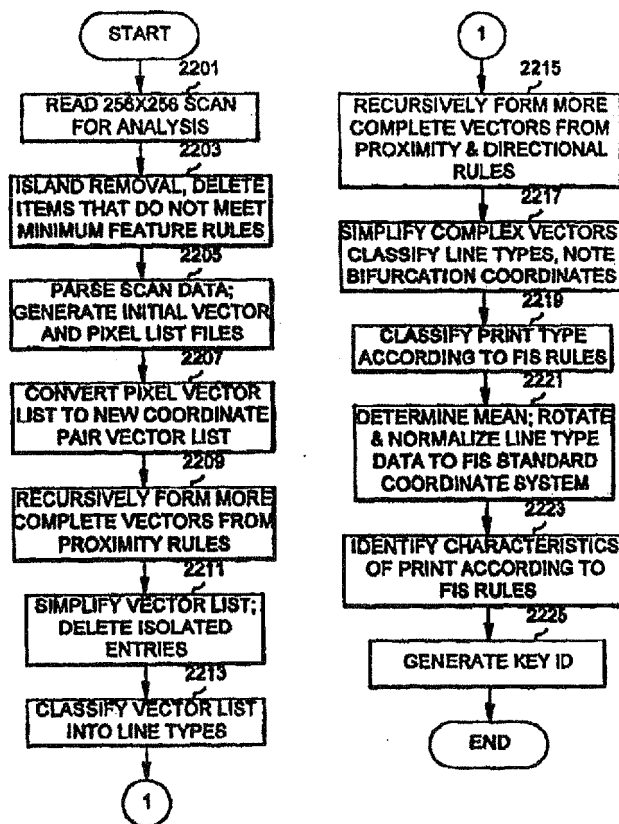 START
2201
READ 256X256 SCAN
FOR ANALYSIS
2203
ISLAND REMOVAL, DELETE
ITEMS THAT DO NOT MEET
MINIMUM FEATURE RULES
2205
PARSE SCAN DATA;
GENERATE INITIAL VECTOR
AND PIXEL LIST FILES
2207
CONVERT PIXEL VECTOR
LIST TO NEW COORDINATE
PAIR VECTOR LIST
2209
RECURSIVELY FORM MORE
COMPLETE VECTORS FROM
PROXIMITY RULES
2211
SIMPLIFY VECTOR LIST;
DELETE ISOLATED
ENTRIES
2213
CLASSIFY VECTOR LIST
INTO LINE TYPES
1
1
2215
RECURSIVELY FORM MORE
COMPLETE VECTORS FROM
PROXIMITY & DIRECTIONAL
RULES
2217
SIMPLIFY COMPLEX VECTORS
CLASSIFY LINE TYPES, NOTE
BIFURCATION COORDINATES
2219
CLASSIFY PRINT TYPE
ACCORDING TO FIS RULES
2221
DETERMINE MEAN; ROTATE
& NORMALIZE LINE TYPE
DATA TO FIS STANDARD
COORDINATE SYSTEM
2223
IDENTIFY CHARACTERISTICS
OF PRINT ACCORDING TO
FIS RULES
2225
GENERATE KEY ID
END